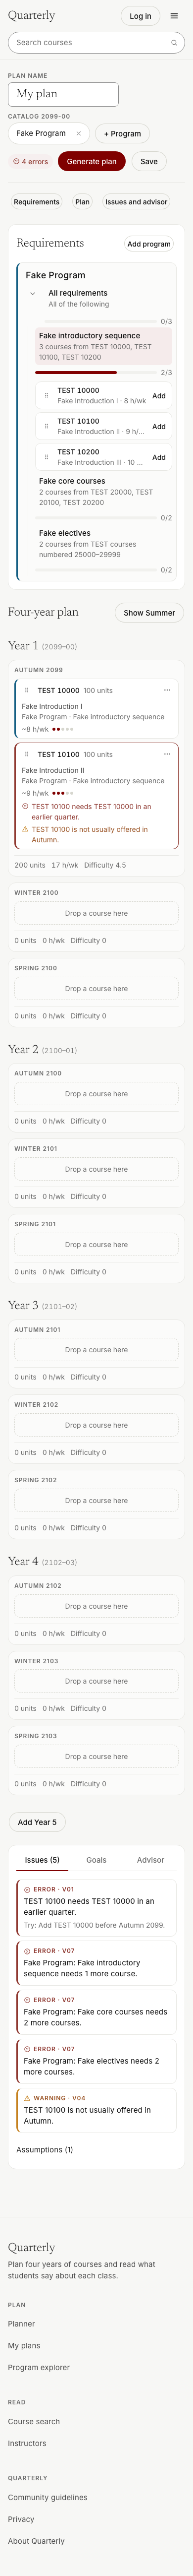 Quarterly
Log in
Search courses
PLAN NAME
My plan
CATALOG 2099–00
Fake Program ×
+ Program
4 errors
Generate plan
Save
Requirements
Plan
Issues and advisor
Requirements
Add program
Fake Program
All requirements
All of the following
0/3
Fake introductory sequence
3 courses from TEST 10000, TEST
10100, TEST 10200
2/3
TEST 10000
Fake Introduction I · 8 h/wk
Add
TEST 10100
Fake Introduction II · 9 h/...
Add
TEST 10200
Fake Introduction III · 10 ...
Add
Fake core courses
2 courses from TEST 20000, TEST
20100, TEST 20200
0/2
Fake electives
2 courses from TEST courses
numbered 25000–29999
0/2
Four-year plan
Show Summer
Year 1 (2099–00)
AUTUMN 2099
TEST 10000 100 units
Fake Introduction I
Fake Program · Fake introductory sequence
~8 h/wk
TEST 10100 100 units
Fake Introduction II
Fake Program · Fake introductory sequence
~9 h/wk
TEST 10100 needs TEST 10000 in an
earlier quarter.
TEST 10100 is not usually offered in
Autumn.
200 units 17 h/wk Difficulty 4.5
WINTER 2100
Drop a course here
0 units 0 h/wk Difficulty 0
SPRING 2100
Drop a course here
0 units 0 h/wk Difficulty 0
Year 2 (2100–01)
AUTUMN 2100
Drop a course here
0 units 0 h/wk Difficulty 0
WINTER 2101
Drop a course here
0 units 0 h/wk Difficulty 0
SPRING 2101
Drop a course here
0 units 0 h/wk Difficulty 0
Year 3 (2101–02)
AUTUMN 2101
Drop a course here
0 units 0 h/wk Difficulty 0
WINTER 2102
Drop a course here
0 units 0 h/wk Difficulty 0
SPRING 2102
Drop a course here
0 units 0 h/wk Difficulty 0
Year 4 (2102–03)
AUTUMN 2102
Drop a course here
0 units 0 h/wk Difficulty 0
WINTER 2103
Drop a course here
0 units 0 h/wk Difficulty 0
SPRING 2103
Drop a course here
0 units 0 h/wk Difficulty 0
Add Year 5
Issues (5)
Goals
Advisor
ERROR · V01
TEST 10100 needs TEST 10000 in an
earlier quarter.
Try: Add TEST 10000 before Autumn 2099.
ERROR · V07
Fake Program: Fake introductory
sequence needs 1 more course.
ERROR · V07
Fake Program: Fake core courses needs
2 more courses.
ERROR · V07
Fake Program: Fake electives needs 2
more courses.
WARNING · V04
TEST 10100 is not usually offered in
Autumn.
Assumptions (1)
Quarterly
Plan four years of courses and read what
students say about each class.
PLAN
Planner
My plans
Program explorer
READ
Course search
Instructors
QUARTERLY
Community guidelines
Privacy
About Quarterly